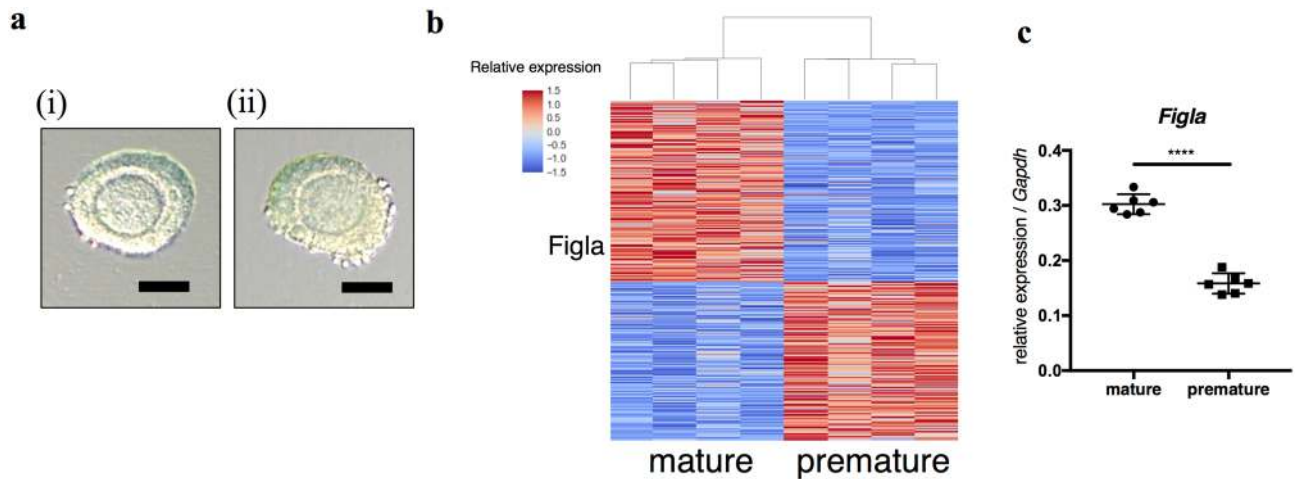 a
(i)
(ii)
b
Relative expression
1.5
1.0
0.5
0.0
−0.5
−1.0
−1.5
Figla
mature
premature
c
Figla
****
relative expression / Gapdh
0.4
0.3
0.2
0.1
0.0
mature
premature